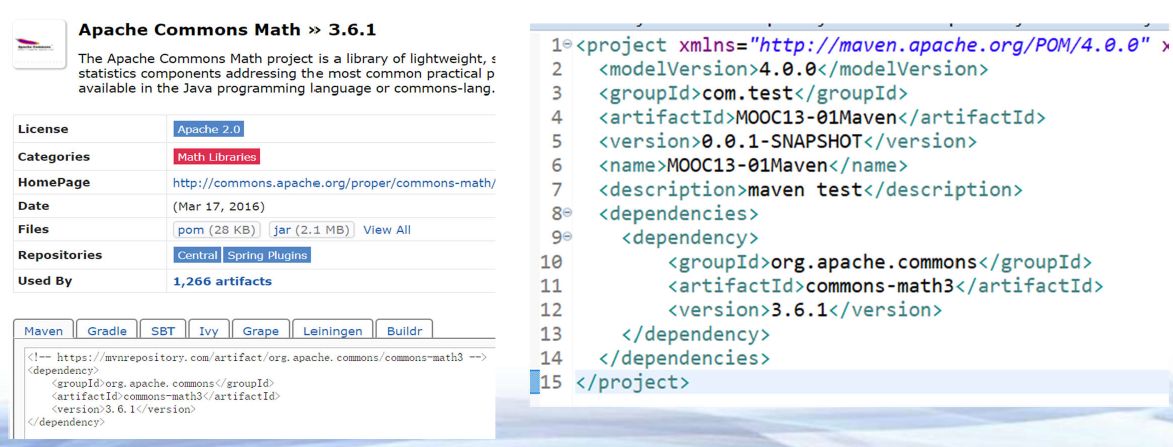 Apache Commons Math » 3.6.1
The Apache Commons Math project is a library of lightweight, s
statistics components addressing the most common practical p
available in the Java programming language or commons-lang.
License Apache 2.0
Categories Math Libraries
HomePage http://commons.apache.org/proper/commons-math/
Date (Mar 17, 2016)
Files pom (28 KB) jar (2.1 MB) View All
Repositories Central Spring Plugins
Used By 1,266 artifacts
Maven Gradle SBT Ivy Grape Leiningen Buildr
<!-- https://mvnrepository.com/artifact/org.apache.commons/commons-math3 -->
<dependency>
<groupId>org.apache.commons</groupId>
<artifactId>commons-math3</artifactId>
<version>3.6.1</version>
</dependency>
1 <project xmlns="http://maven.apache.org/POM/4.0.0" x
2 <modelVersion>4.0.0</modelVersion>
3 <groupId>com.test</groupId>
4 <artifactId>MOOC13-01Maven</artifactId>
5 <version>0.0.1-SNAPSHOT</version>
6 <name>MOOC13-01Maven</name>
7 <description>maven test</description>
8 <dependencies>
9 <dependency>
10 <groupId>org.apache.commons</groupId>
11 <artifactId>commons-math3</artifactId>
12 <version>3.6.1</version>
13 </dependency>
14 </dependencies>
15 </project>